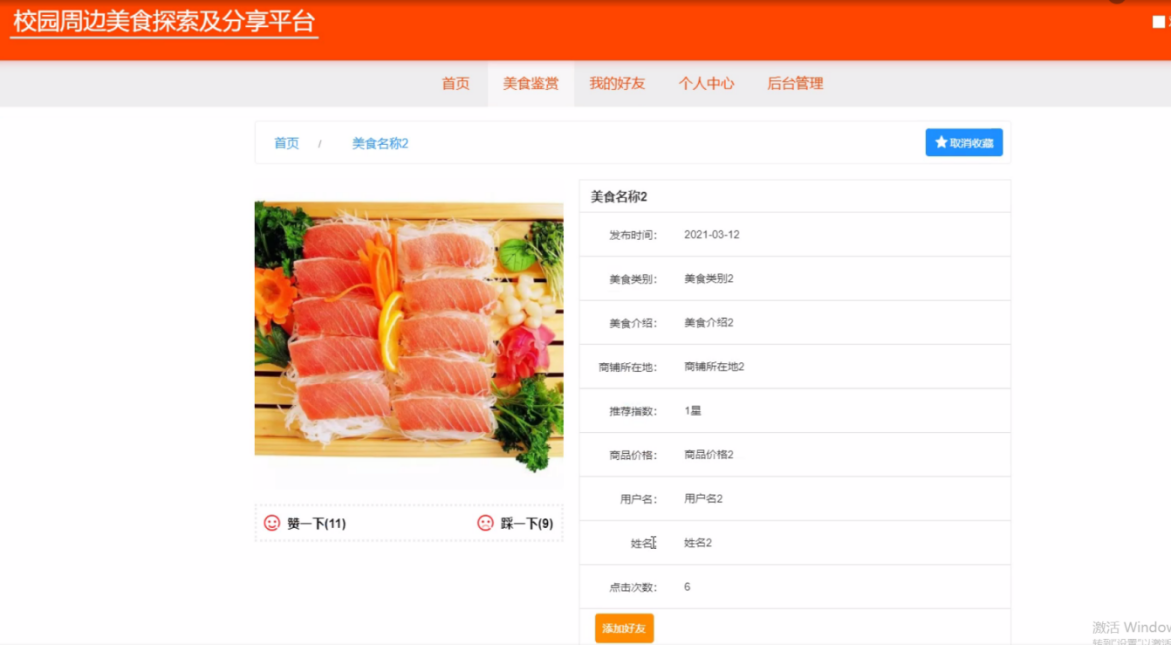 校园周边美食探索及分享平台
首页 美食鉴赏 我的好友 个人中心 后台管理
首页 / 美食名称2
取消收藏
美食名称2
发布时间： 2021-03-12
美食类别： 美食类别2
美食介绍： 美食介绍2
商铺所在地： 商铺所在地2
推荐指数： 1星
商品价格： 商品价格2
用户名： 用户名2
姓名 姓名2
点击次数： 6
添加好友
赞一下(11) 踩一下(9)
激活 Window